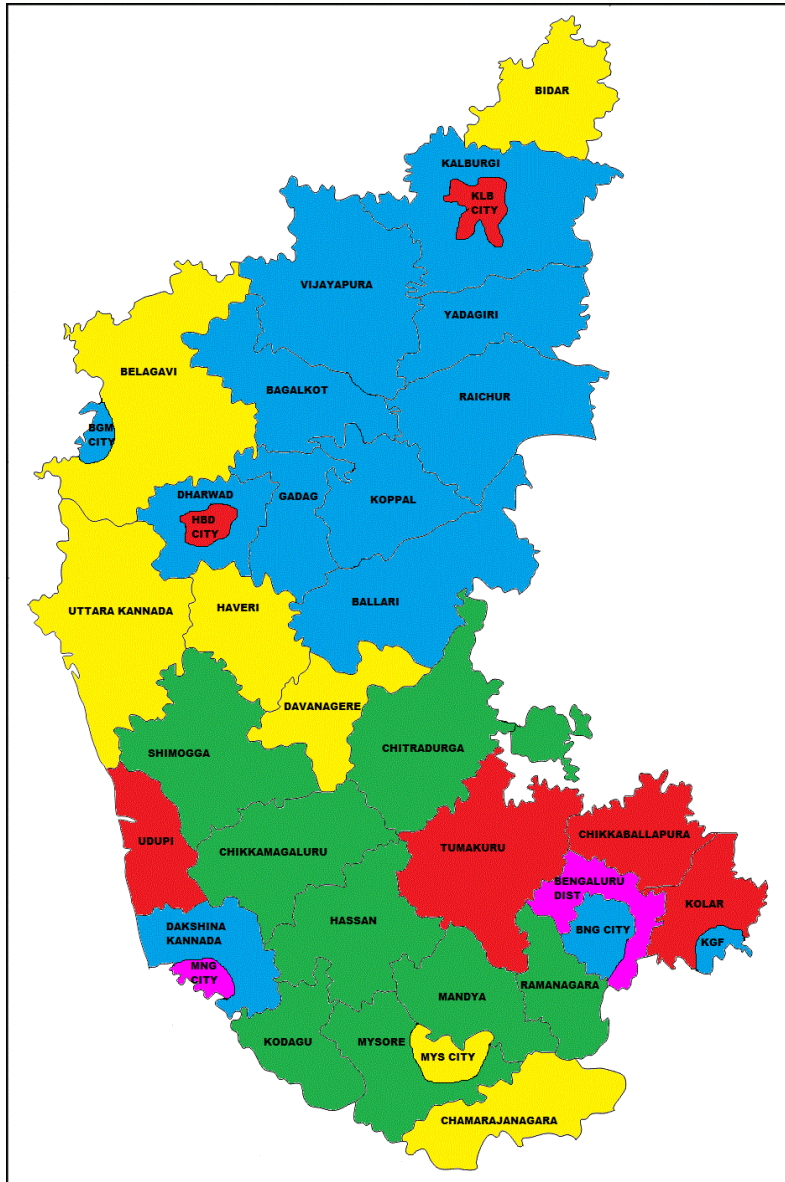 BIDAR
KALBURGI
KLB
CITY
VIJAYAPURA
YADAGIRI
BELAGAVI
BAGALKOT
RAICHUR
BGM
CITY
DHARWAD
GADAG
KOPPAL
HBD
CITY
UTTARA KANNADA
HAVERI
BALLARI
DAVANAGERE
SHIMOGGA
CHITRADURGA
UDUPI
CHIKKAMAGALURU
TUMAKURU
CHIKKABALLAPURA
BENGALURU
DIST
KOLAR
HASSAN
DAKSHINA
KANNADA
BNG CITY
KGF
MNG
CITY
MANDYA
RAMANAGARA
KODAGU
MYSORE
MYS CITY
CHAMARAJANAGARA